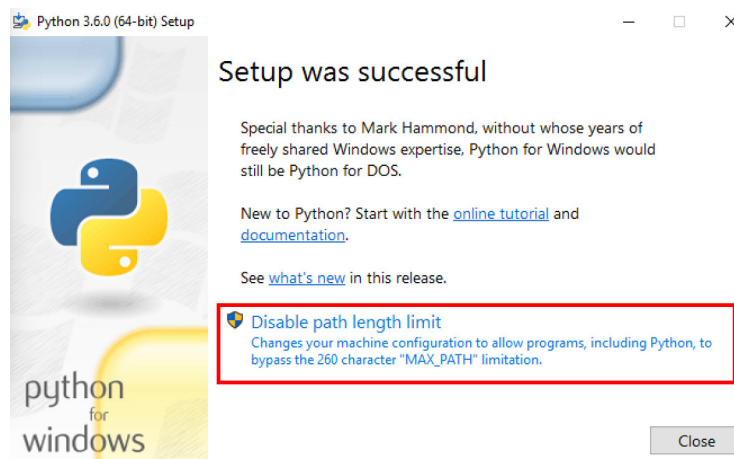 Python 3.6.0 (64-bit) Setup
Setup was successful
Special thanks to Mark Hammond, without whose years of
freely shared Windows expertise, Python for Windows would
still be Python for DOS.
New to Python? Start with the online tutorial and
documentation.
See what's new in this release.
Disable path length limit
Changes your machine configuration to allow programs, including Python, to
bypass the 260 character "MAX_PATH" limitation.
python
for
windows
Close